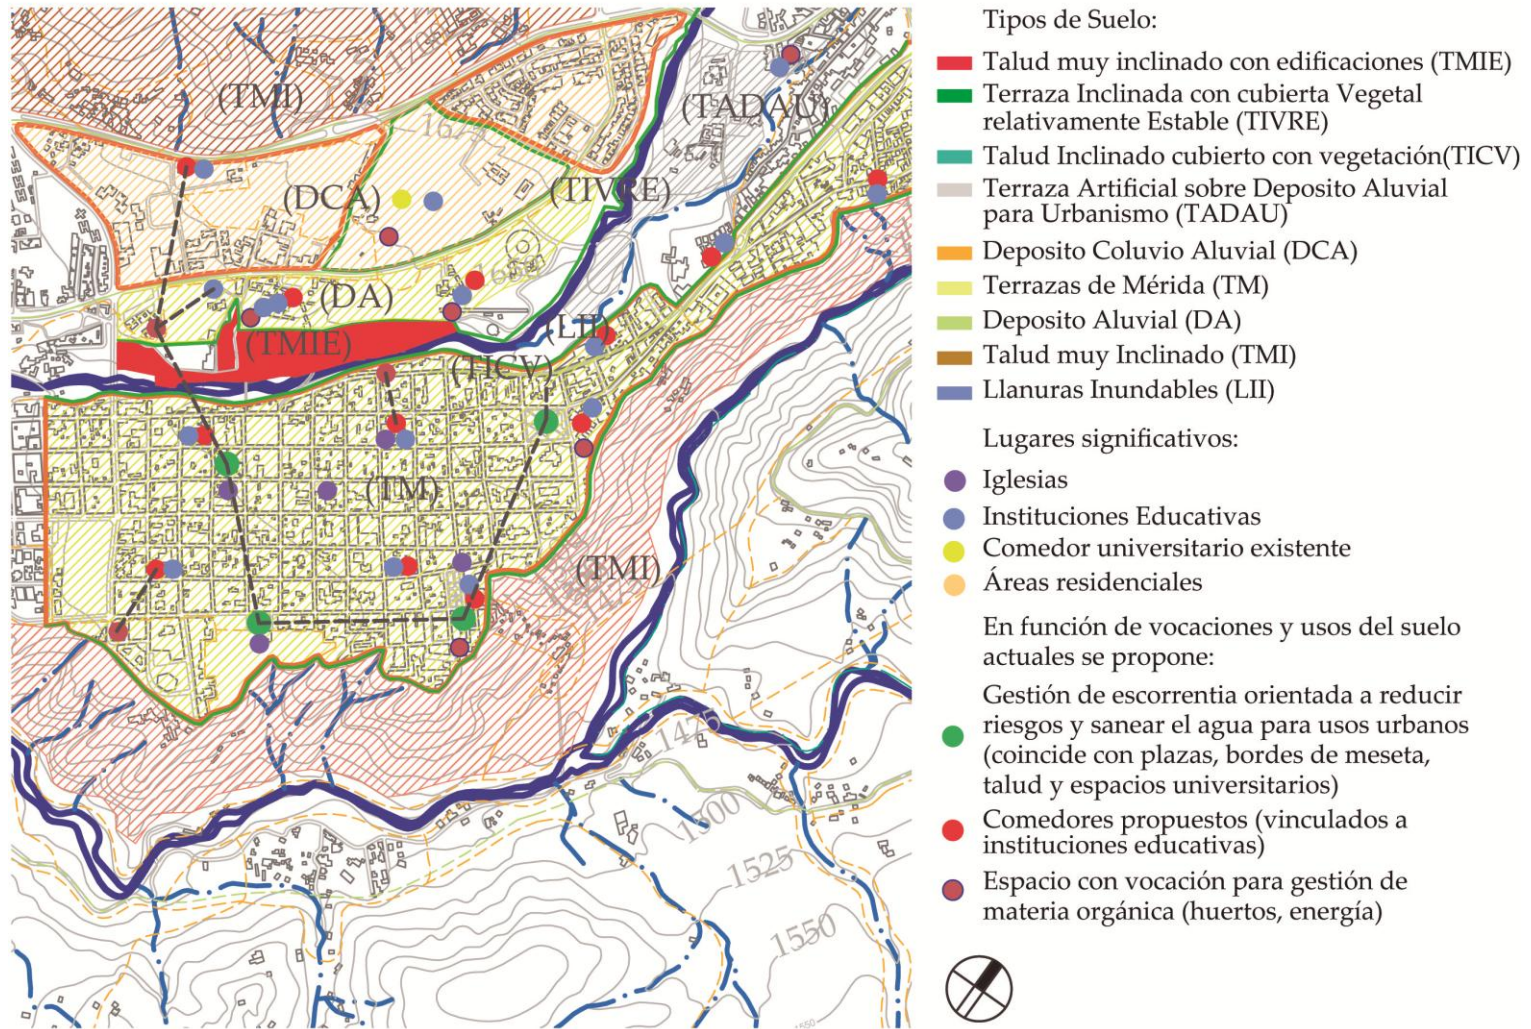 (TMI)
(TADAU)
(DCA)
(TIVRE)
(DA)
(TMIE)
(LII)
(TICV)
(TM)
(TMI)
1475
1500
1525
1550
1550
Tipos de Suelo:
Talud muy inclinado con edificaciones (TMIE)
Terraza Inclinada con cubierta Vegetal
relativamente Estable (TIVRE)
Talud Inclinado cubierto con vegetación(TICV)
Terraza Artificial sobre Deposito Aluvial
para Urbanismo (TADAU)
Deposito Coluvio Aluvial (DCA)
Terrazas de Mérida (TM)
Deposito Aluvial (DA)
Talud muy Inclinado (TMI)
Llanuras Inundables (LII)
Lugares significativos:
Iglesias
Instituciones Educativas
Comedor universitario existente
Áreas residenciales
En función de vocaciones y usos del suelo
actuales se propone:
Gestión de escorrentia orientada a reducir
riesgos y sanear el agua para usos urbanos
(coincide con plazas, bordes de meseta,
talud y espacios universitarios)
Comedores propuestos (vinculados a
instituciones educativas)
Espacio con vocación para gestión de
materia orgánica (huertos, energía)